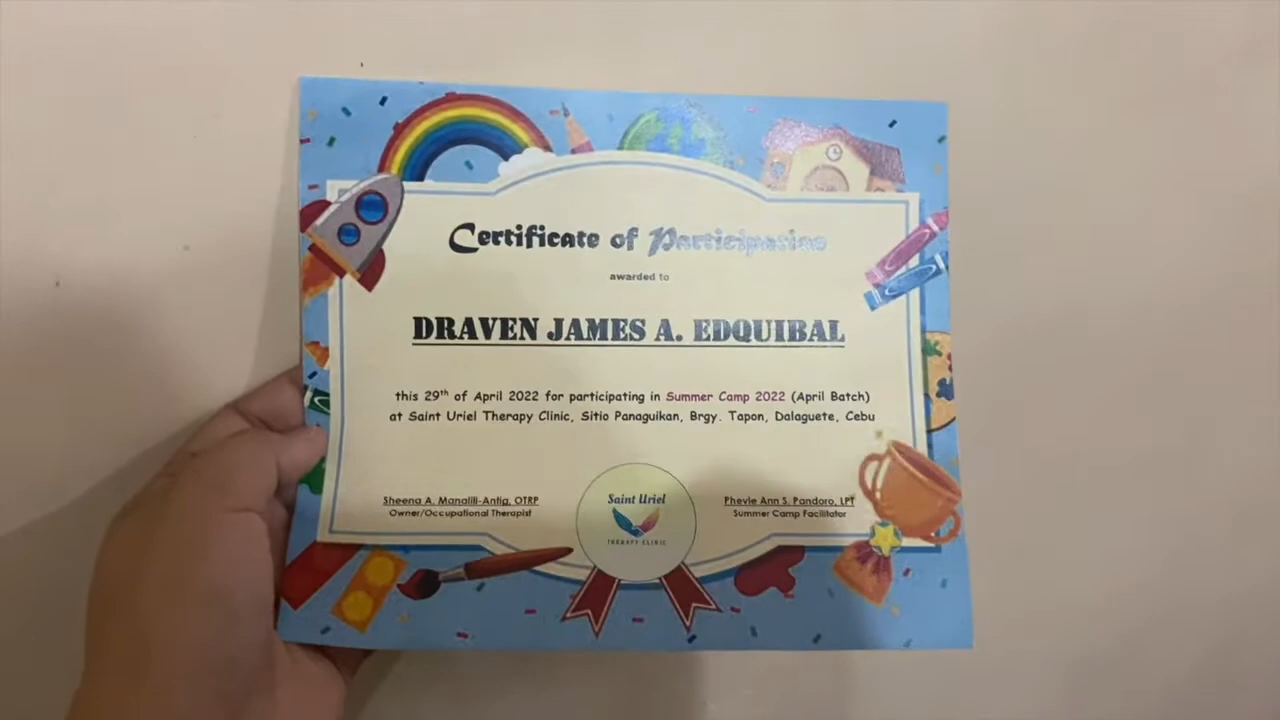 Certificate of Participation
awarded to
DRAVEN JAMES A. EDQUIBAL
this 29th of April 2022 for participating in Summer Camp 2022 (April Batch)
at Saint Uriel Therapy Clinic, Sitio Panaguikan, Brgy. Tapon, Dalaguete, Cebu
Sheena A. Manalili-Antig, OTRP
Owner/Occupational Therapist
Saint Uriel
THERAPY CLINIC
Phevie Ann S. Pandoro, LPT
Summer Camp Facilitator